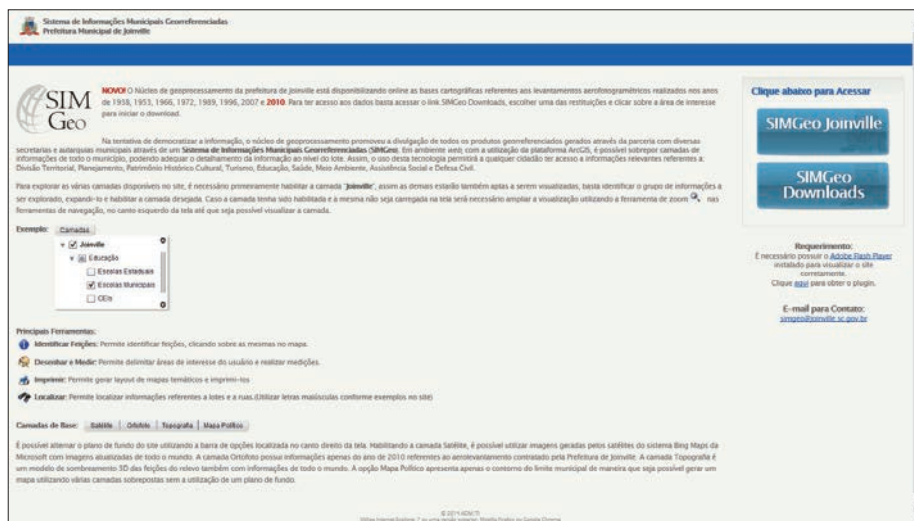 Sistema de Informações Municipais Georreferenciadas
Prefeitura Municipal de Joinville
SIM
Geo
NOVO! O Núcleo de geoprocessamento da prefeitura de Joinville está disponibilizando online as bases cartográficas referentes aos levantamentos aerofotogramétricos realizados nos anos
de 1938, 1953, 1966, 1972, 1989, 1996, 2007 e 2010. Para ter acesso aos dados basta acessar o link SIMGeo Downloads, escolher uma das restituições e clicar sobre a área de interesse
para iniciar o download.
Na tentativa de democratizar a informação, o núcleo de geoprocessamento promoveu a divulgação de todos os produtos georreferenciados gerados através da parceria com diversas
secretarias e autarquias municipais através de um Sistema de Informações Municipais Georreferenciadas (SIMGeo). Em ambiente web, com a utilização da plataforma ArcGIS, é possível sobrepor camadas de
informações de todo o município, podendo adequar o detalhamento da informação ao nível do lote. Assim, o uso desta tecnologia permitirá a qualquer cidadão ter acesso a informações relevantes referentes a:
Divisão Territorial, Planejamento, Patrimônio Histórico Cultural, Turismo, Educação, Saúde, Meio Ambiente, Assistência Social e Defesa Civil.
Para explorar as várias camadas disponíveis no site, é necessário primeiramente habilitar a camada "Joinville", assim as demais estarão também aptas a serem visualizadas, basta identificar o grupo de informações a
ser explorado, expandi-lo e habilitar a camada desejada. Caso a camada tenha sido habilitada e a mesma não seja carregada na tela será necessário ampliar a visualização utilizando a ferramenta de zoom nas
ferramentas de navegação, no canto esquerdo da tela até que seja possível visualizar a camada.
Exemplo: Camadas
Joinville
Educação
Escolas Estaduais
Escolas Municipais
CEIs
Principais Ferramentas:
Identificar Feições: Permite identificar feições, clicando sobre as mesmas no mapa.
Desenhar e Medir: Permite delimitar áreas de interesse do usuário e realizar medições.
Imprimir: Permite gerar layout de mapas temáticos e imprimi-los
Localizar: Permite localizar informações referentes a lotes e a ruas.(Utilizar letras maiúsculas conforme exemplos no site)
Camadas de Base: Satélite Ortofoto Topografia Mapa Político
É possível alternar o plano de fundo do site utilizando a barra de opções localizada no canto direito da tela. Habilitando a camada Satélite, é possível utilizar imagens geradas pelos satélites do sistema Bing Maps da
Microsoft com imagens atualizadas de todo o mundo. A camada Ortofoto possui informações apenas do ano de 2010 referentes ao aerolevantamento contratado pela Prefeitura de Joinville. A camada Topografia é
um modelo de sombreamento 3D das feições do relevo também com informações de todo o mundo. A opção Mapa Político apresenta apenas o contorno do limite municipal de maneira que seja possível gerar um
mapa utilizando várias camadas sobrepostas sem a utilização de um plano de fundo.
Clique abaixo para Acessar
SIMGeo Joinville
SIMGeo
Downloads
Requerimento:
É necessário possuir o Adobe Flash Player
instalado para visualizar o site
corretamente.
Clique aqui para obter o plugin.
E-mail para Contato:
simgeo@joinville.sc.gov.br